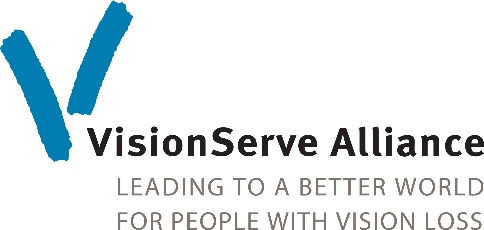 VisionServe Alliance
LEADING TO A BETTER WORLD
FOR PEOPLE WITH VISION LOSS